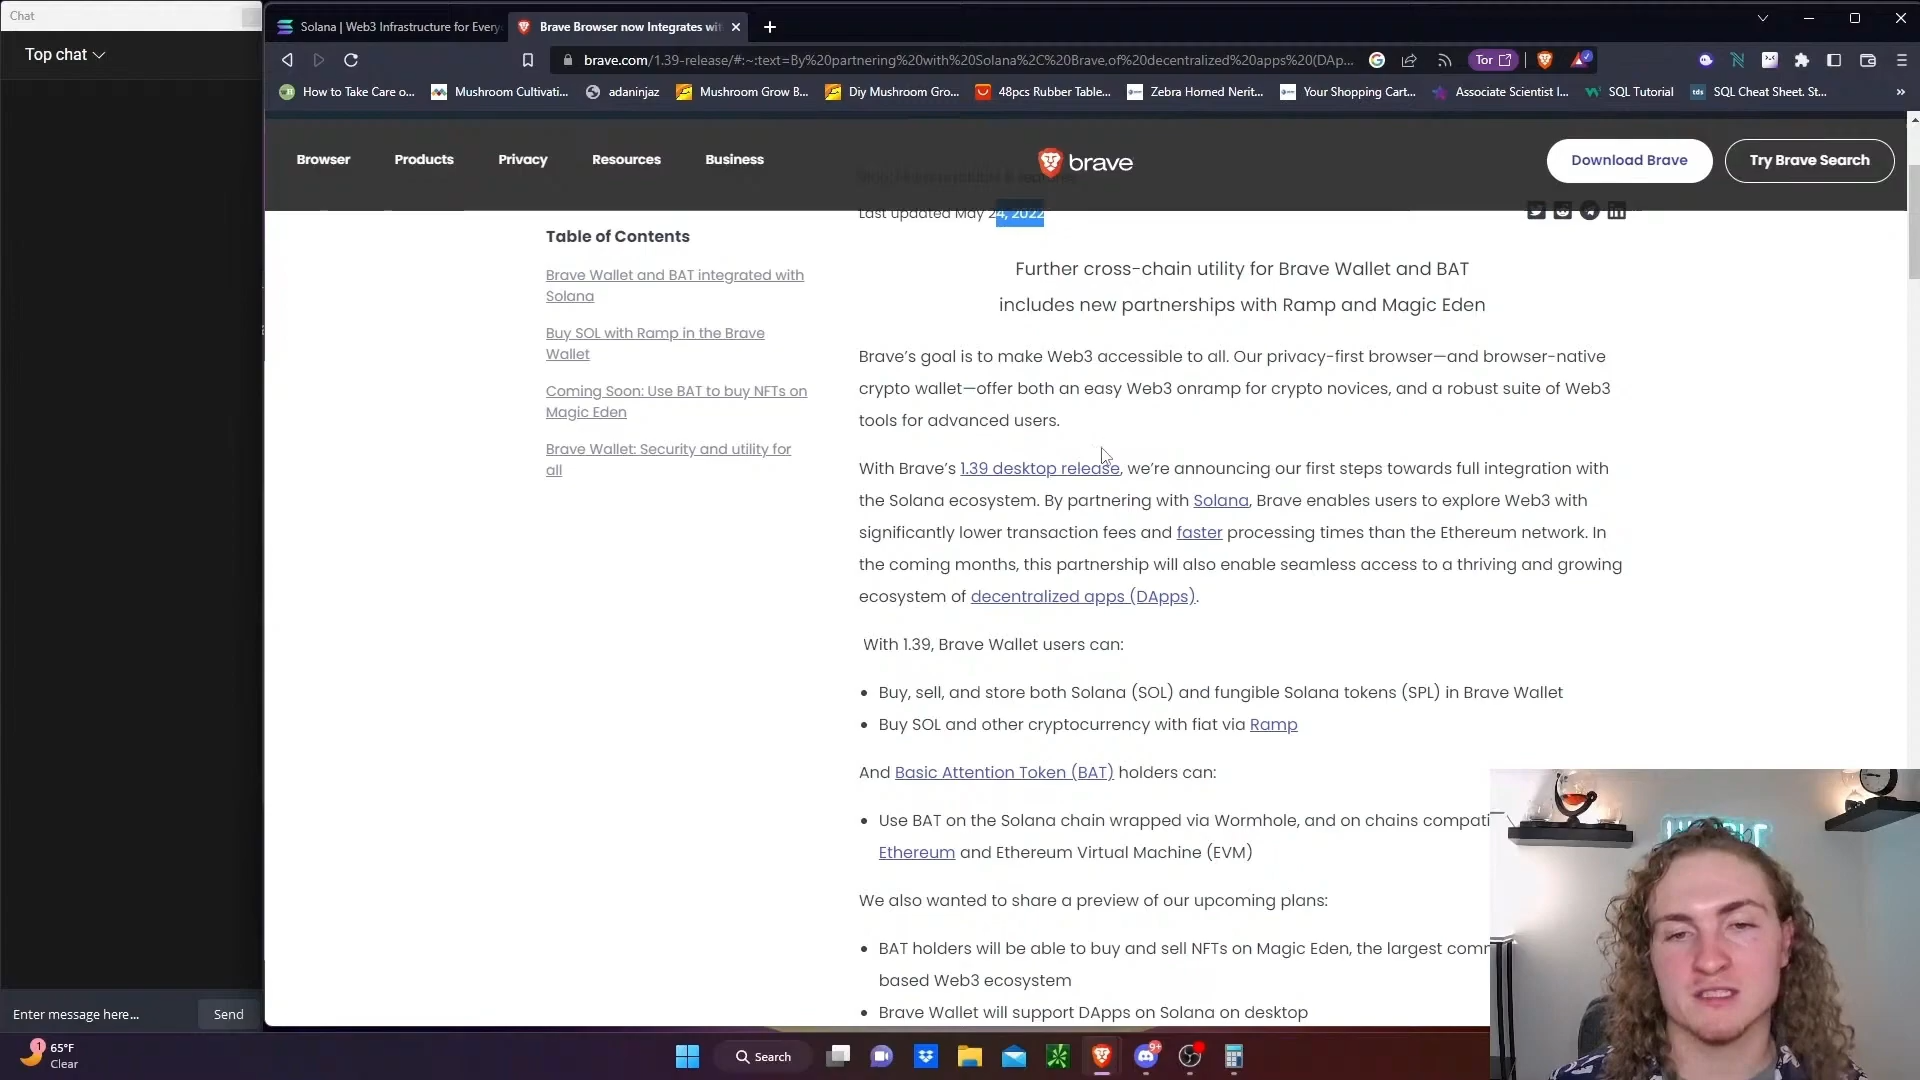 Chat
Top chat
Enter message here...
Send
Solana | Web3 Infrastructure for Every
Brave Browser now Integrates wit
brave.com/1.39-release/#:~:text=By%20partnering%20with%20Solana%2C%20Brave,of%20decentralized%20apps%20(DAp...
Tor
How to Take Care o...
Mushroom Cultivati...
adaninjaz
Mushroom Grow B...
Diy Mushroom Gro...
48pcs Rubber Table...
Zebra Horned Nerit...
Your Shopping Cart...
Associate Scientist I...
SQL Tutorial
SQL Cheat Sheet. St...
Browser
Products
Privacy
Resources
Business
brave
Download Brave
Try Brave Search
Last updated May 24, 2022
Table of Contents
Brave Wallet and BAT integrated with
Solana
Buy SOL with Ramp in the Brave
Wallet
Coming Soon: Use BAT to buy NFTs on
Magic Eden
Brave Wallet: Security and utility for
all
Further cross-chain utility for Brave Wallet and BAT
includes new partnerships with Ramp and Magic Eden
Brave's goal is to make Web3 accessible to all. Our privacy-first browser—and browser-native
crypto wallet—offer both an easy Web3 onramp for crypto novices, and a robust suite of Web3
tools for advanced users.
With Brave's 1.39 desktop release, we're announcing our first steps towards full integration with
the Solana ecosystem. By partnering with Solana, Brave enables users to explore Web3 with
significantly lower transaction fees and faster processing times than the Ethereum network. In
the coming months, this partnership will also enable seamless access to a thriving and growing
ecosystem of decentralized apps (DApps).
With 1.39, Brave Wallet users can:
• Buy, sell, and store both Solana (SOL) and fungible Solana tokens (SPL) in Brave Wallet
• Buy SOL and other cryptocurrency with fiat via Ramp
And Basic Attention Token (BAT) holders can:
• Use BAT on the Solana chain wrapped via Wormhole, and on chains compati
Ethereum and Ethereum Virtual Machine (EVM)
We also wanted to share a preview of our upcoming plans:
• BAT holders will be able to buy and sell NFTs on Magic Eden, the largest comm
based Web3 ecosystem
• Brave Wallet will support DApps on Solana on desktop
1
65°F
Clear
Search
9+